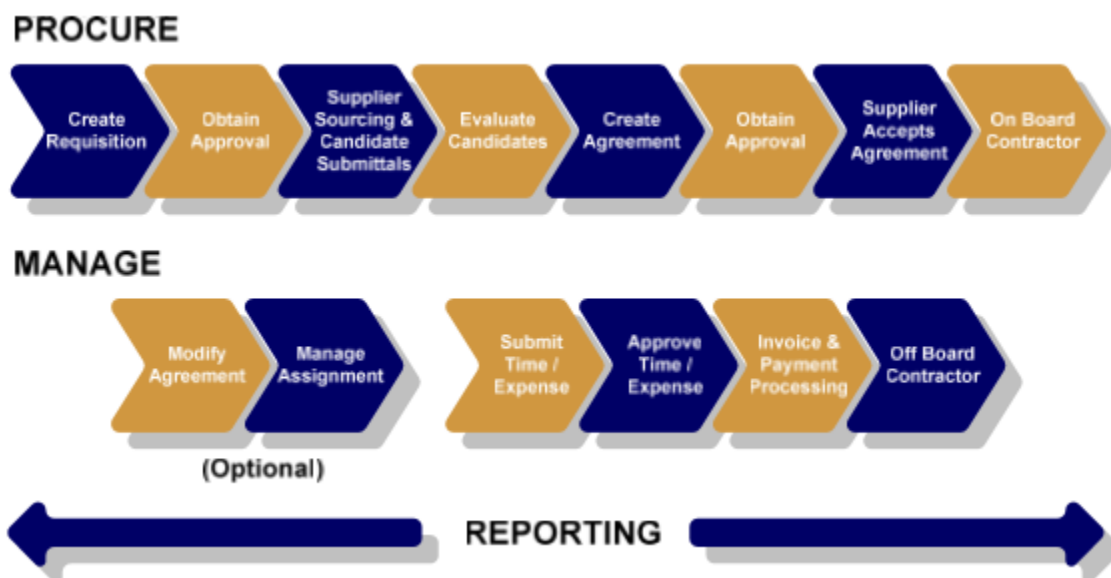 PROCURE
Create
Requisition
Obtain
Approval
Supplier
Sourcing &
Candidate
Submittals
Evaluate
Candidates
Create
Agreement
Obtain
Approval
Supplier
Accepts
Agreement
On Board
Contractor
MANAGE
Modify
Agreement
Manage
Assignment
(Optional)
Submit
Time /
Expense
Approve
Time /
Expense
Invoice &
Payment
Processing
Off Board
Contractor
REPORTING